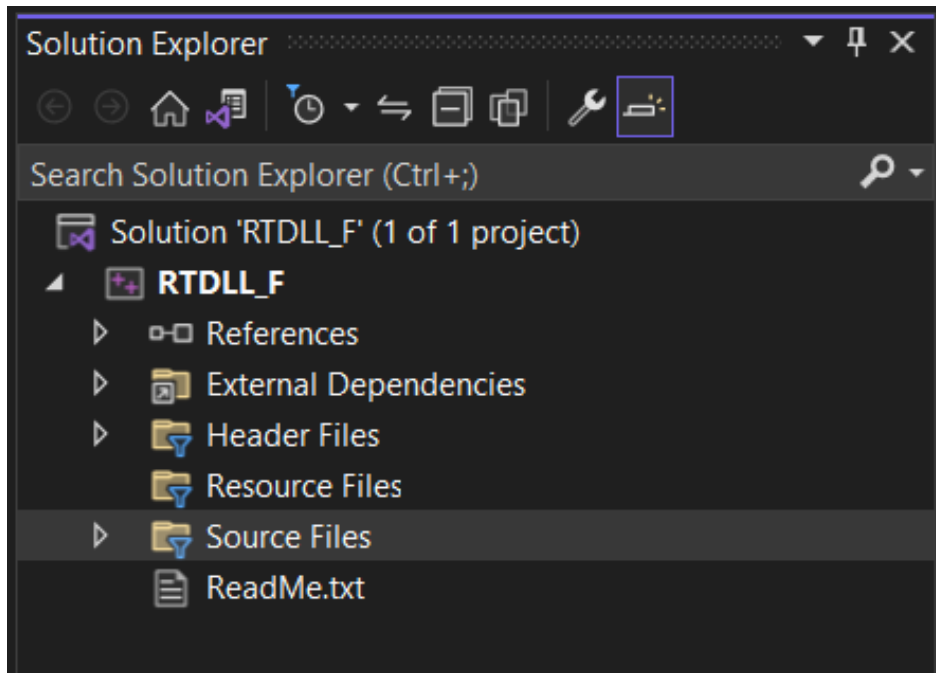 Solution Explorer
Search Solution Explorer (Ctrl+;)
Solution 'RTDLL_F' (1 of 1 project)
RTDLL_F
References
External Dependencies
Header Files
Resource Files
Source Files
ReadMe.txt